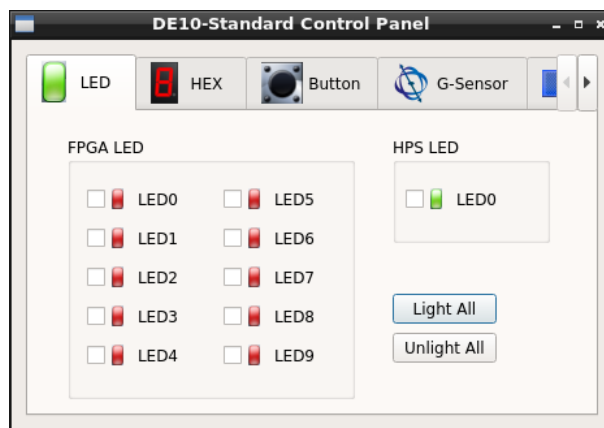 DE10-Standard Control Panel
LED HEX Button G-Sensor
FPGA LED HPS LED
LED0 LED5 LED0
LED1 LED6
LED2 LED7
LED3 LED8 Light All
LED4 LED9 Unlight All